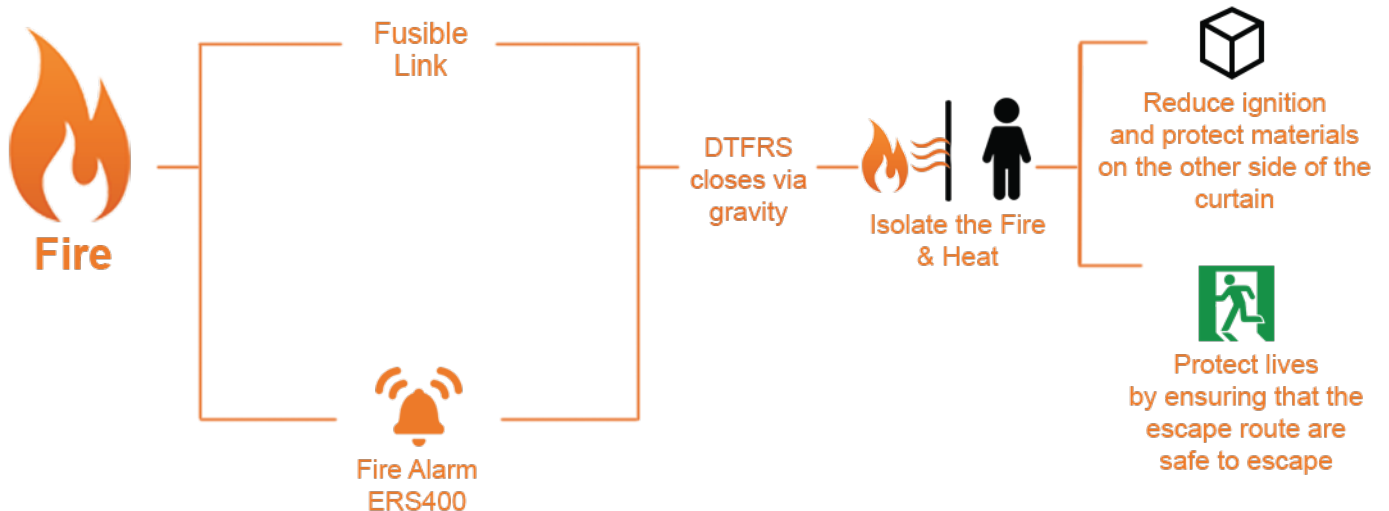 Fire
Fusible
Link
Fire Alarm
ERS400
DTFRS
closes via
gravity
Isolate the Fire
& Heat
Reduce ignition
and protect materials
on the other side of the
curtain
Protect lives
by ensuring that the
escape route are
safe to escape